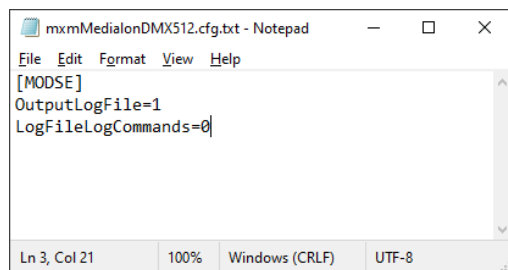 mxmMedialonDMX512.cfg.txt - Notepad
File Edit Format View Help
[MODSE]
OutputLogFile=1
LogFileLogCommands=0
Ln 3, Col 21 100% Windows (CRLF) UTF-8